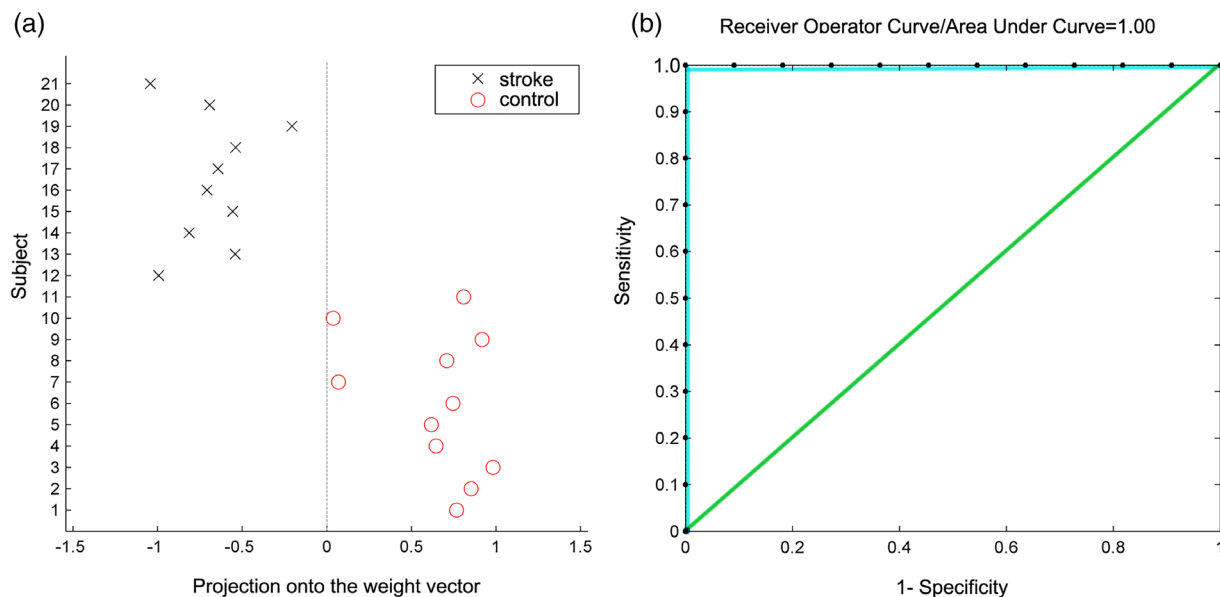 (a)
stroke
control
21
20
19
18
17
16
15
14
13
12
11
10
9
8
7
6
5
4
3
2
1
Subject
-1.5 -1 -0.5 0 0.5 1 1.5
Projection onto the weight vector
(b)
Receiver Operator Curve/Area Under Curve=1.00
1.0
0.9
0.8
0.7
0.6
0.5
0.4
0.3
0.2
0.1
0
Sensitivity
0 0.2 0.4 0.6 0.8 1
1- Specificity